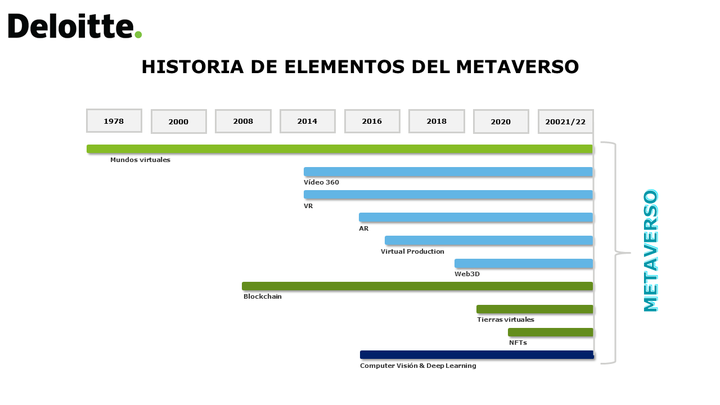 Deloitte.
HISTORIA DE ELEMENTOS DEL METAVERSO
1978 2000 2008 2014 2016 2018 2020 20021/22
Mundos virtuales
Vídeo 360
VR
AR
Virtual Production
Web3D
Blockchain
Tierras virtuales
NFTs
Computer Visión & Deep Learning
METAVERSO